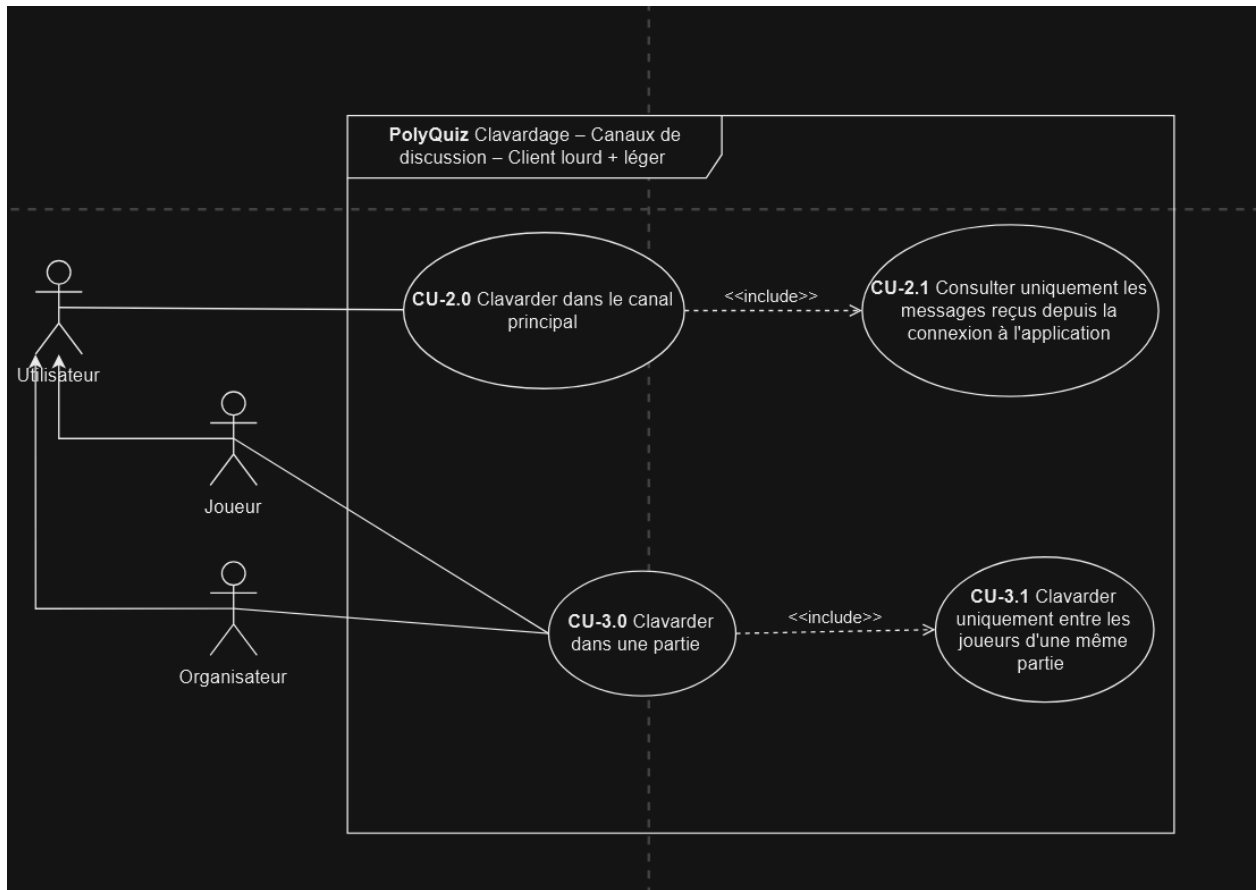 PolyQuiz Clavardage – Canaux de
discussion – Client lourd + léger
CU-2.0 Clavarder dans le canal
principal
<<include>>
CU-2.1 Consulter uniquement les
messages reçus depuis la
connexion à l'application
Utilisateur
Joueur
Organisateur
CU-3.0 Clavarder
dans une partie
<<include>>
CU-3.1 Clavarder
uniquement entre les
joueurs d'une même
partie